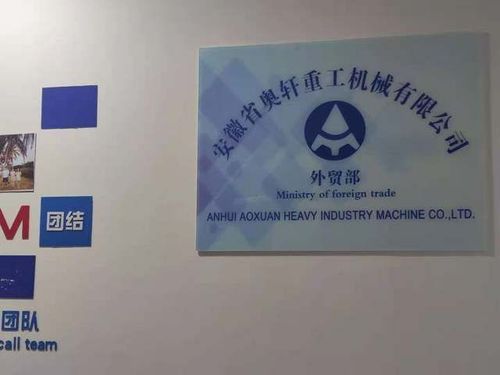 安徽省奥轩重工机械有限公司
外贸部
Ministry of foreign trade
ANHUI AOXUAN HEAVY INDUSTRY MACHINE CO.,LTD.
M
团结
团队
call team